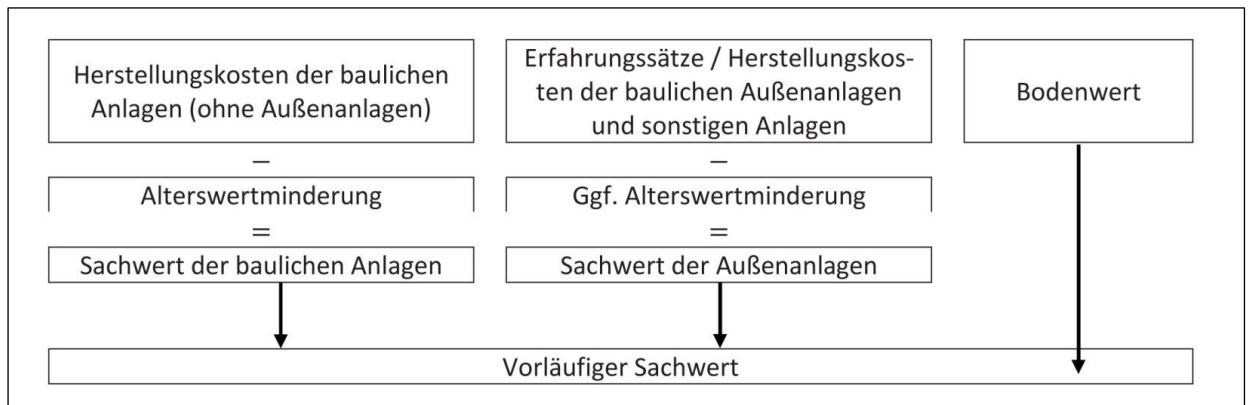 Herstellungskosten der baulichen
Anlagen (ohne Außenanlagen)
–
Alterswertminderung
=
Sachwert der baulichen Anlagen
Erfahrungssätze / Herstellungskos-
ten der baulichen Außenanlagen
und sonstigen Anlagen
–
Ggf. Alterswertminderung
=
Sachwert der Außenanlagen
Bodenwert
Vorläufiger Sachwert